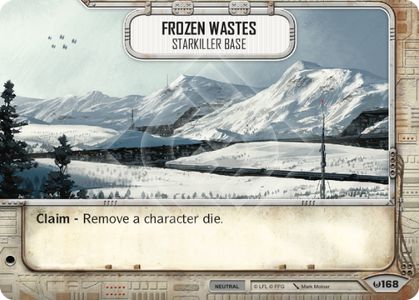 FROZEN WASTES
STARKILLER BASE
Claim - Remove a character die.
NEUTRAL
© LFL © FFG
Mark Molnar
168